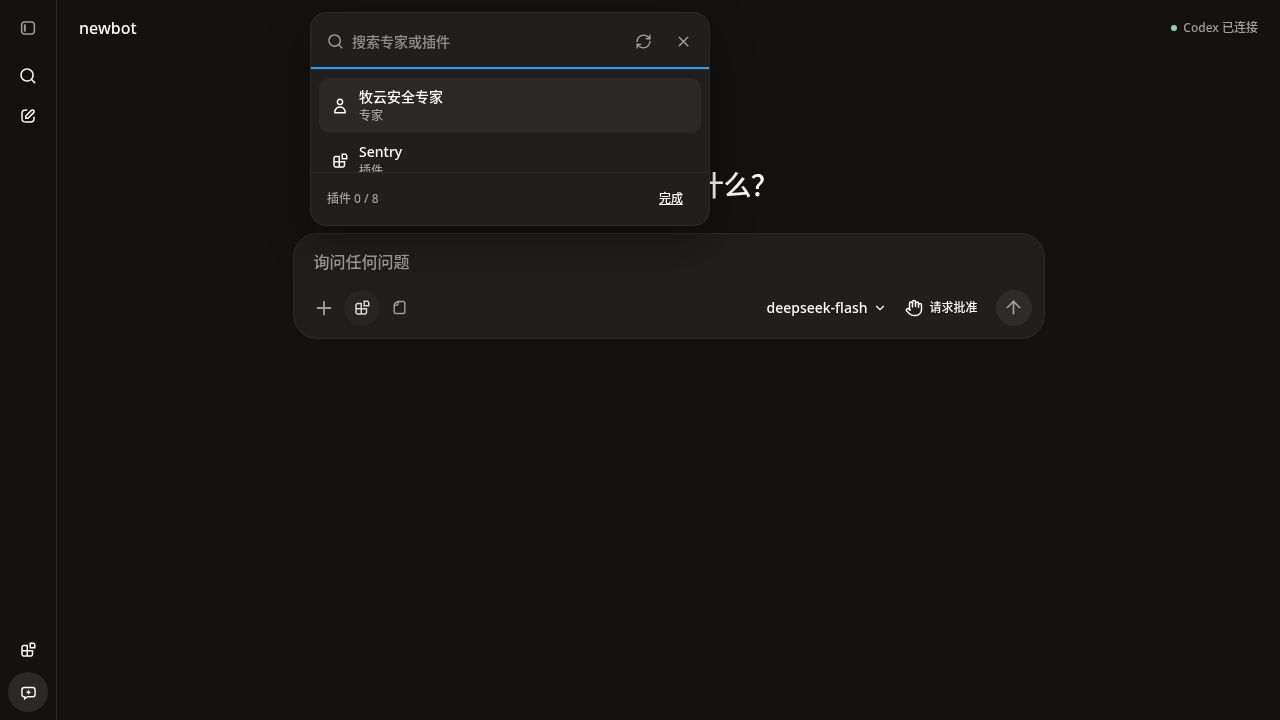 newbot
搜索专家或插件
Codex 已连接
牧云安全专家
专家
Sentry
插件
什么？
插件 0 / 8
完成
询问任何问题
deepseek-flash
请求批准